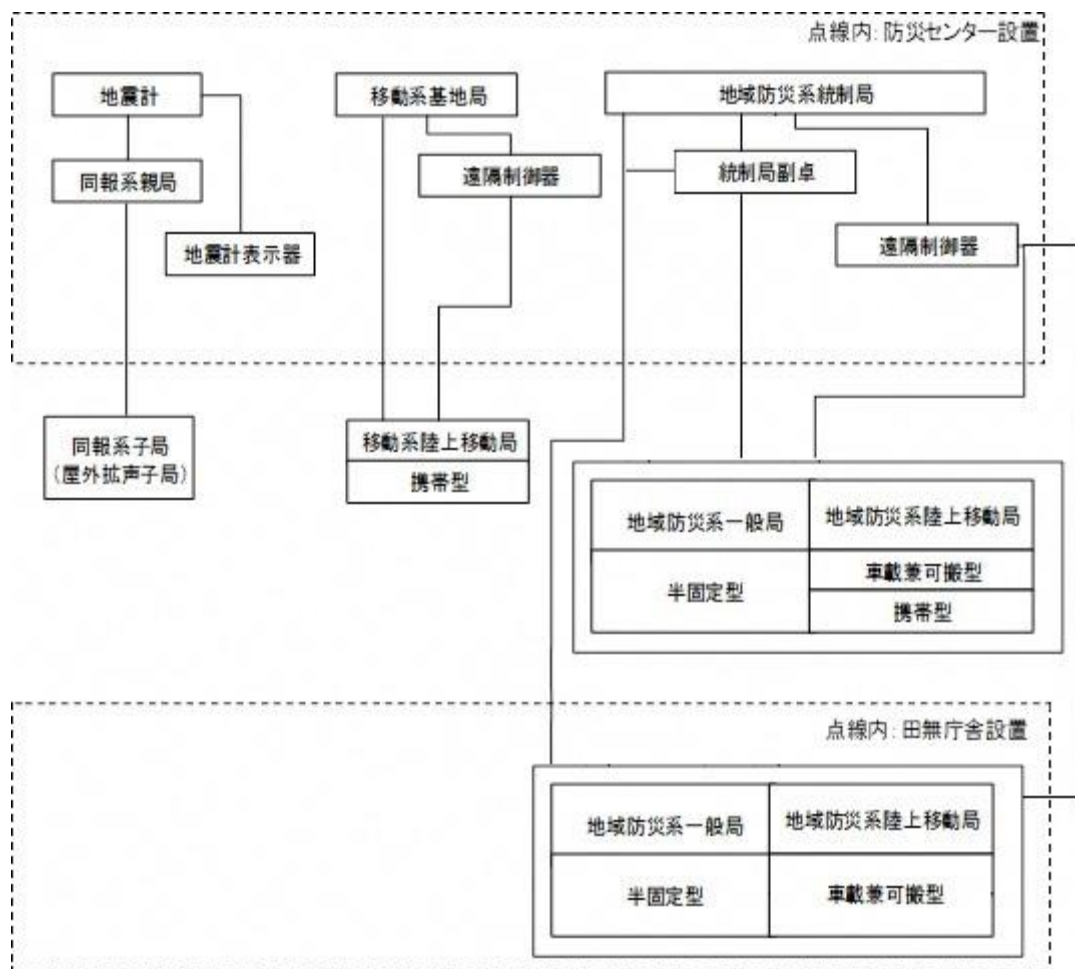 点線内：防災センター設置
地震計
移動系基地局
地域防災系統制局
同報系親局
遠隔制御器
統制局副卓
地震計表示器
遠隔制御器
同報系子局
（屋外拡声子局）
移動系陸上移動局
携帯型
地域防災系一般局
地域防災系陸上移動局
半固定型
車載兼可搬型
携帯型
点線内：田無庁舎設置
地域防災系一般局
地域防災系陸上移動局
半固定型
車載兼可搬型